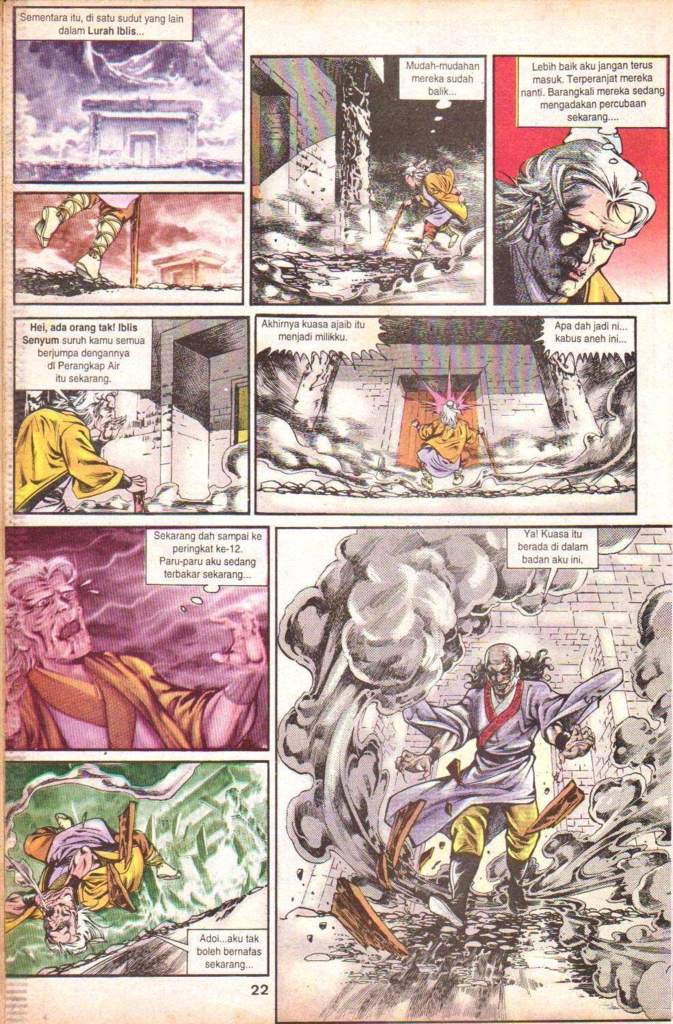 Sementara itu, di satu sudut yang lain
dalam Lurah Iblis...
Mudah-mudahan
mereka sudah
balik...
Lebih baik aku jangan terus
masuk. Terperanjat mereka
nanti. Barangkali mereka sedang
mengadakan percubaan
sekarang....
Hei, ada orang tak! Iblis
Senyum suruh kamu semua
berjumpa dengannya
di Perangkap Air
itu sekarang.
Akhirnya kuasa ajaib itu
menjadi milikku.
Apa dah jadi ni...
kabus aneh ini...
Sekarang dah sampai ke
peringkat ke-12.
Paru-paru aku sedang
terbakar sekarang...
Ya! Kuasa itu
berada di dalam
badan aku ini.
Adoi...aku tak
boleh bernafas
sekarang...
22